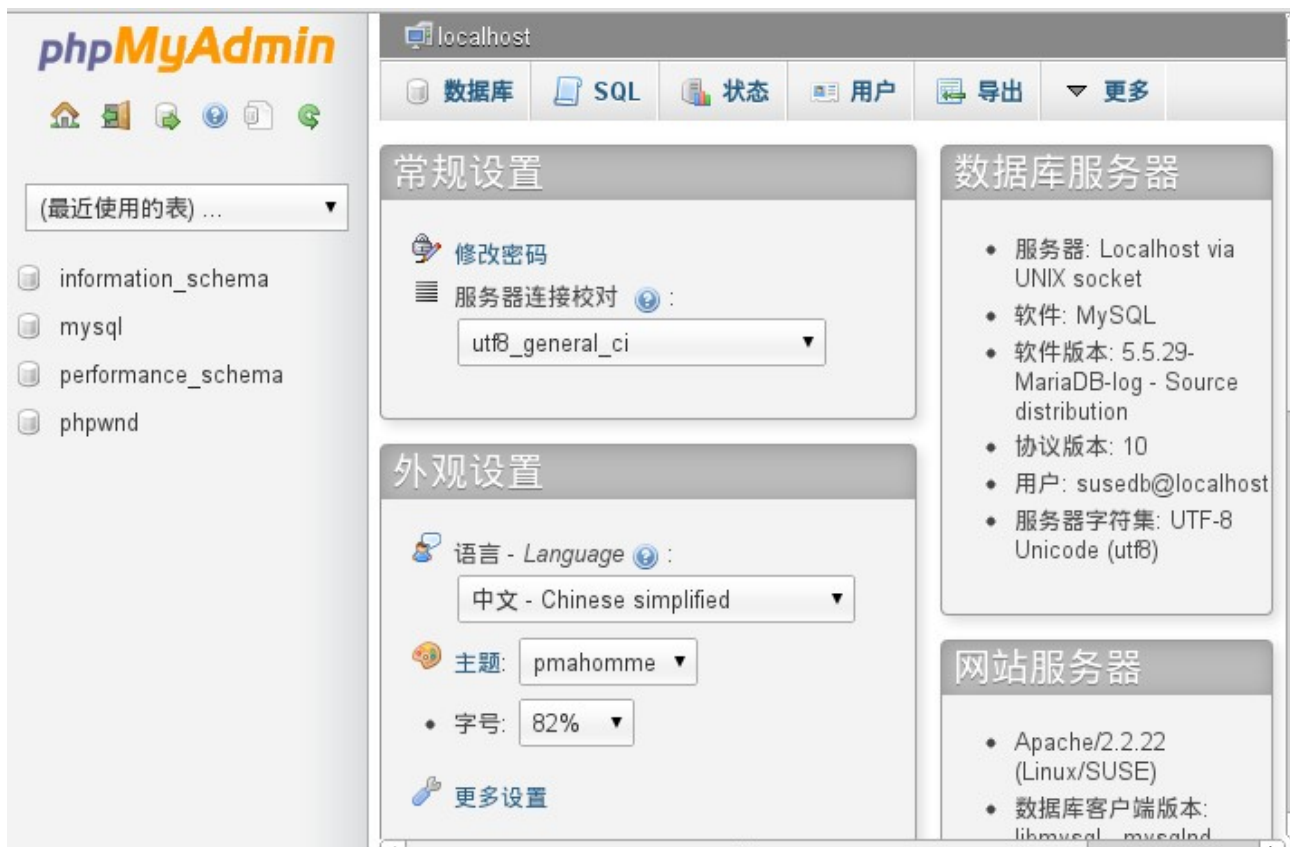 phpMyAdmin
(最近使用的表) ...
information_schema
mysql
performance_schema
phpwnd
localhost
数据库
SQL
状态
用户
导出
更多
常规设置
修改密码
服务器连接校对 :
utf8_general_ci
外观设置
语言 - Language :
中文 - Chinese simplified
主题: pmahomme
字号: 82%
更多设置
数据库服务器
服务器: Localhost via
UNIX socket
软件: MySQL
软件版本: 5.5.29-
MariaDB-log - Source
distribution
协议版本: 10
用户: susedb@localhost
服务器字符集: UTF-8
Unicode (utf8)
网站服务器
Apache/2.2.22
(Linux/SUSE)
数据库客户端版本:
libmysql - mysqlnd